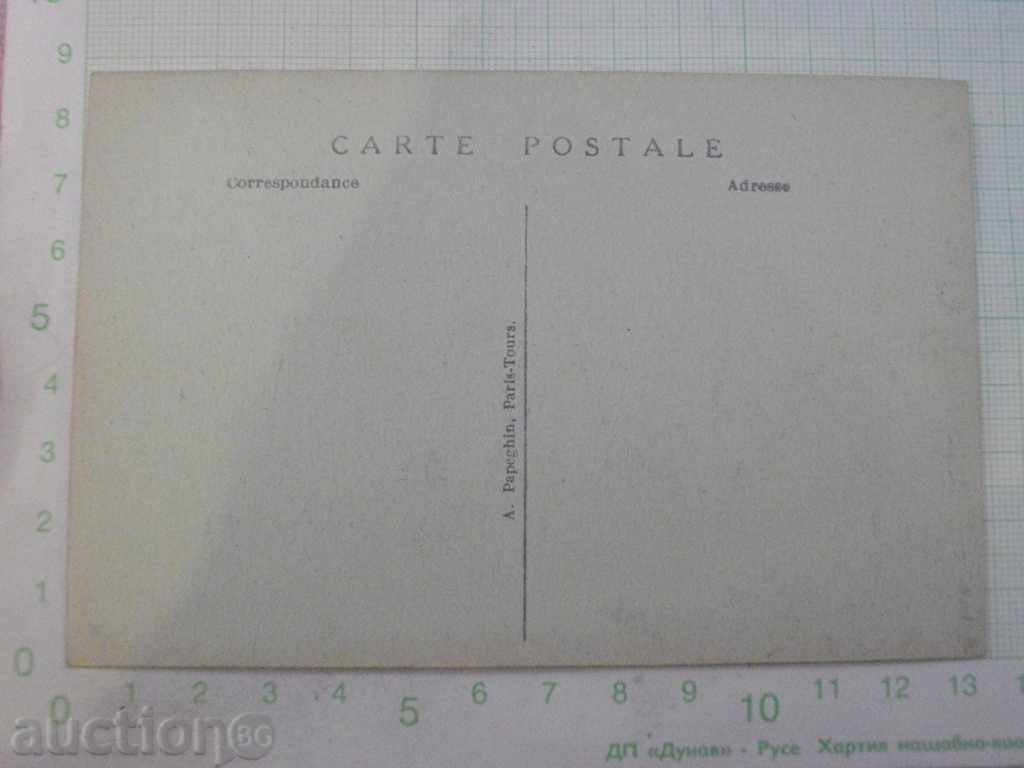 10
9
8
7
6
5
4
3
2
1
0
CARTE POSTALE
Correspondance
Adresse
A. Papeghin, Paris-Tours.
0 1 2 3 4 5 6 7 8 9 10 11 12 13
auction BG
ДП «Дунав» - Русе Хартия